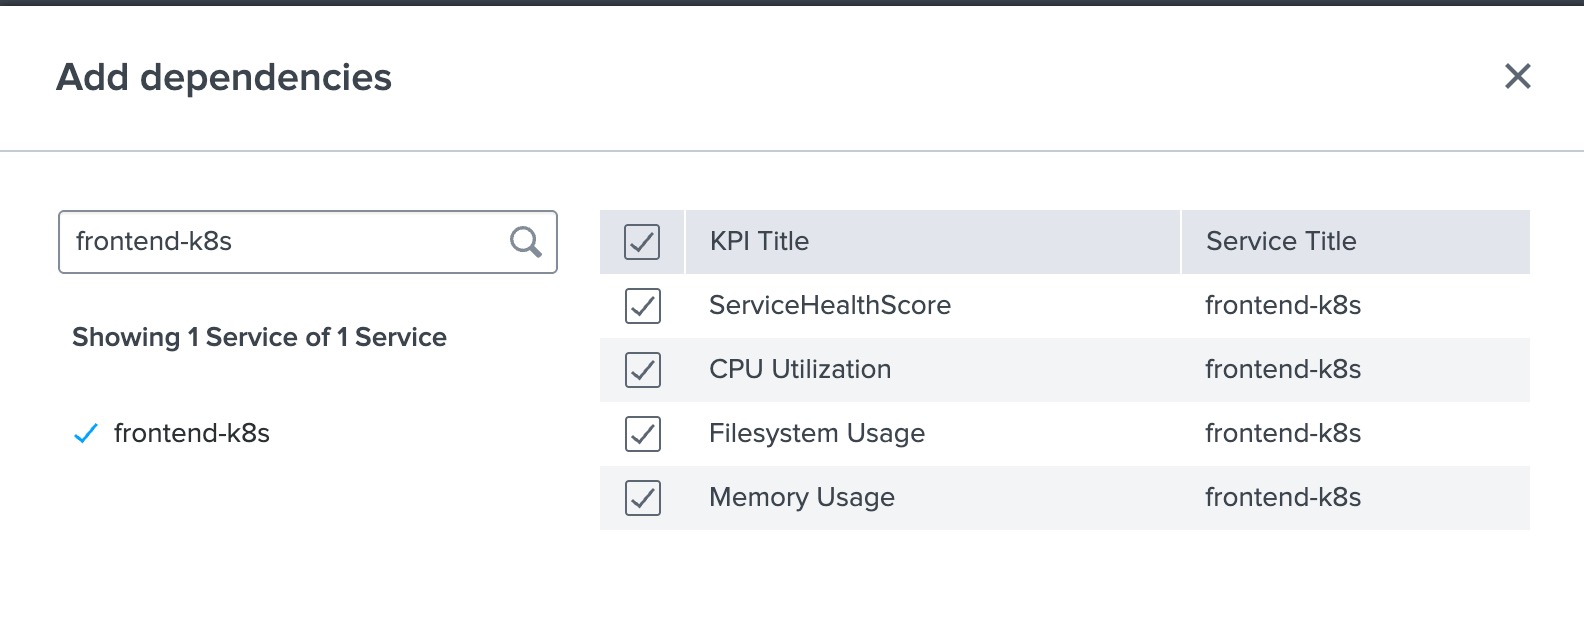 Add dependencies
frontend-k8s
Showing 1 Service of 1 Service
frontend-k8s
KPI Title Service Title
ServiceHealthScore frontend-k8s
CPU Utilization frontend-k8s
Filesystem Usage frontend-k8s
Memory Usage frontend-k8s